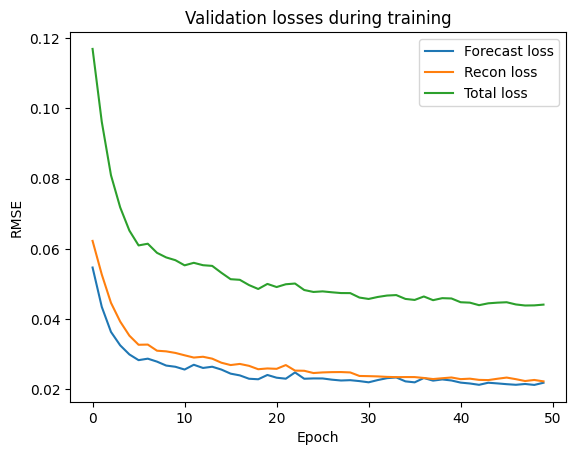 Validation losses during training
0.12
0.10
0.08
0.06
0.04
0.02
RMSE
Forecast loss
Recon loss
Total loss
0
10
20
30
40
50
Epoch